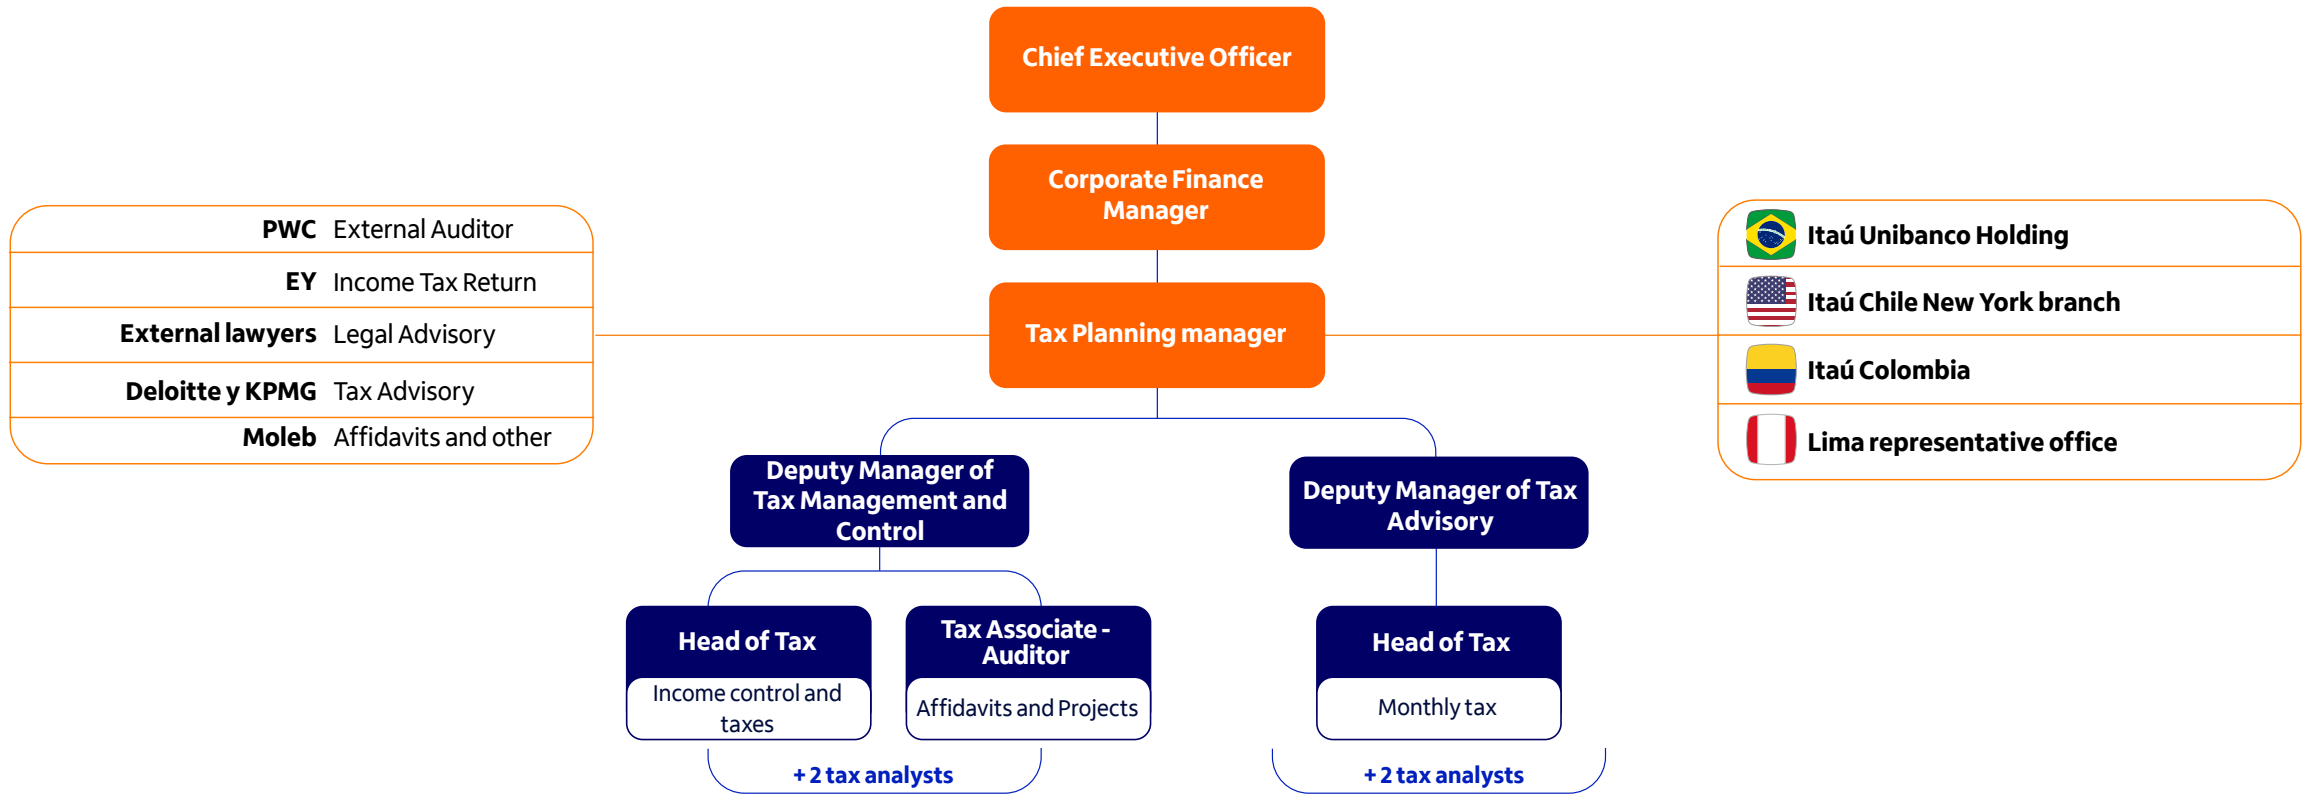 Chief Executive Officer
Corporate Finance
Manager
PWC External Auditor
EY Income Tax Return
External lawyers Legal Advisory
Deloitte y KPMG Tax Advisory
Moleb Affidavits and other
Tax Planning manager
Itaú Unibanco Holding
Itaú Chile New York branch
Itaú Colombia
Lima representative office
Deputy Manager of
Tax Management and
Control
Deputy Manager of Tax
Advisory
Head of Tax
Income control and
taxes
Tax Associate -
Auditor
Affidavits and Projects
Head of Tax
Monthly tax
+ 2 tax analysts
+ 2 tax analysts